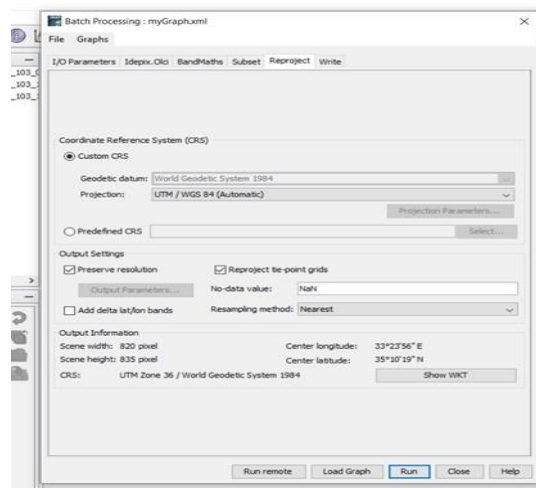 Batch Processing : myGraph.xml
File Graphs
I/O Parameters Idepix.Olci BandMaths Subset Reproject Write
_103_
_103_
_103_
Coordinate Reference System (CRS)
Custom CRS
Geodetic datum: World Geodetic System 1984
Projection: UTM / WGS 84 (Automatic)
Projection Parameters...
Predefined CRS Select...
Output Settings
Preserve resolution Reproject tie-point grids
Output Parameters... No-data value: NaN
Add delta lat/lon bands Resampling method: Nearest
Output Information
Scene width: 820 pixel Center longitude: 33°23'56" E
Scene height: 835 pixel Center latitude: 35°10'19" N
CRS: UTM Zone 36 / World Geodetic System 1984 Show WKT
Run remote Load Graph Run Close Help